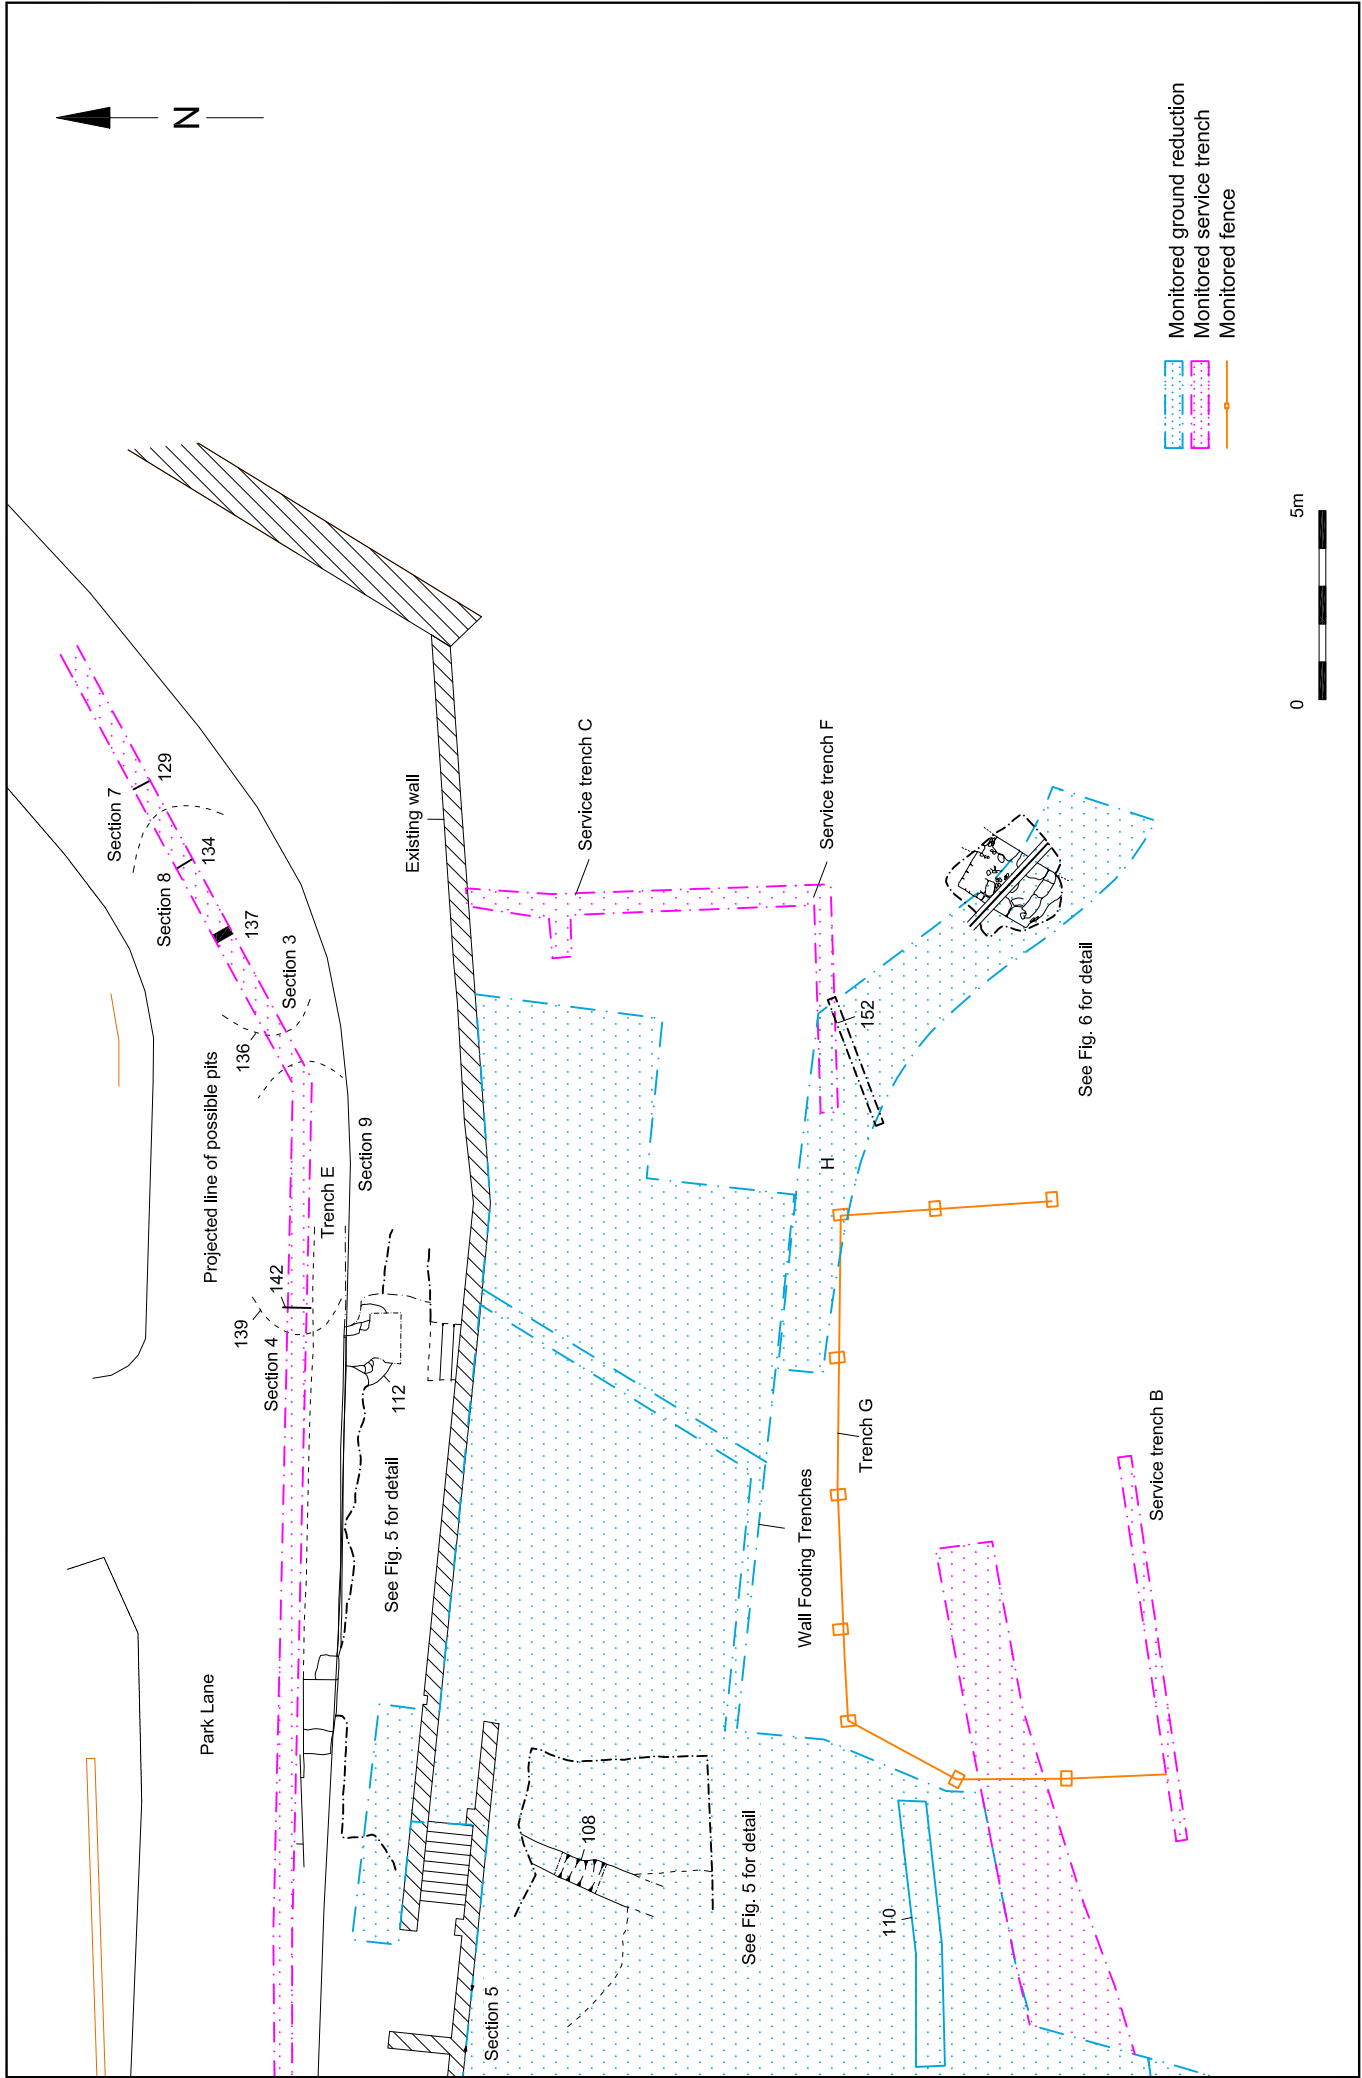 N
Monitored ground reduction
Monitored service trench
Monitored fence
0
5m
Section 7
129
Section 8
134
137
Section 3
136
Projected line of possible pits
Trench E
Section 9
142
139
Section 4
112
See Fig. 5 for detail
Park Lane
Existing wall
Service trench C
Service trench F
152
H
See Fig. 6 for detail
Trench G
Wall Footing Trenches
Service trench B
108
See Fig. 5 for detail
110
Section 5